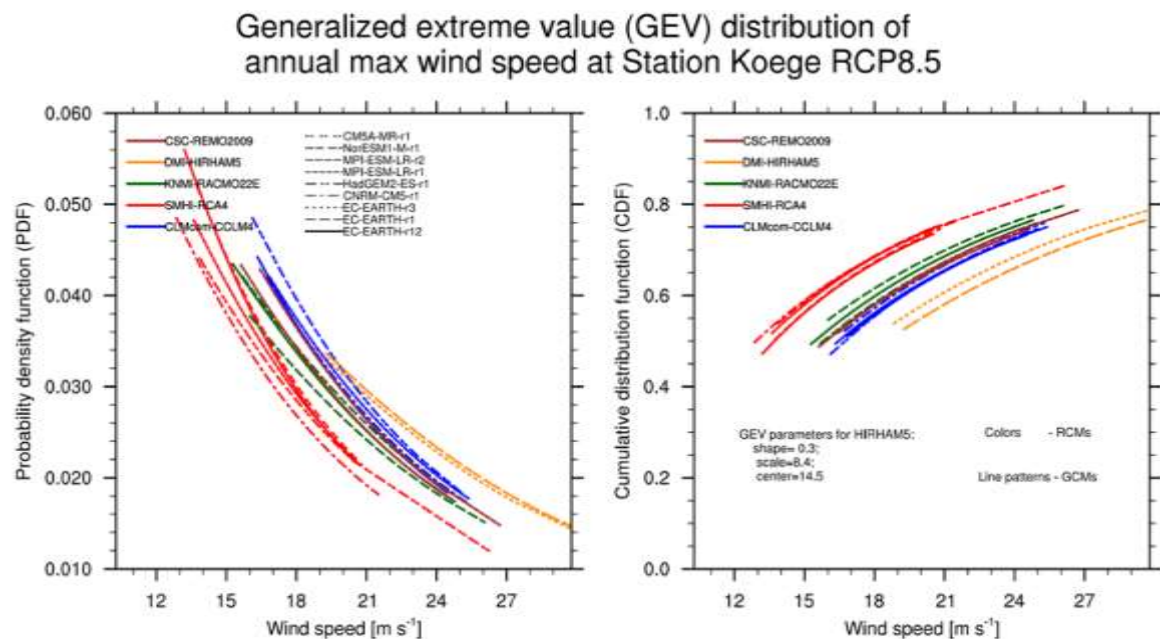 Generalized extreme value (GEV) distribution of
annual max wind speed at Station Koege RCP8.5
Probability density function (PDF)
0.060
0.050
0.040
0.030
0.020
0.010
CSC-REMO2009
DMI-HIRHAM5
KNMI-RACMO22E
SMHI-RCA4
CLMcom-CCLM4
CM5A-MR-r1
NorESM1-M-r1
MPI-ESM-LR-r2
MPI-ESM-LR-r1
HadGEM2-ES-r1
CNRM-CM5-r1
EC-EARTH-r3
EC-EARTH-r1
EC-EARTH-r12
12 15 18 21 24 27
Wind speed [m s⁻¹]
Cumulative distribution function (CDF)
1.0
0.8
0.6
0.4
0.2
0.0
CSC-REMO2009
DMI-HIRHAM5
KNMI-RACMO22E
SMHI-RCA4
CLMcom-CCLM4
GEV parameters for HIRHAM5;
shape= 0.3;
scale=8.4;
center=14.5
Colors - RCMs
Line patterns - GCMs
12 15 18 21 24 27
Wind speed [m s⁻¹]